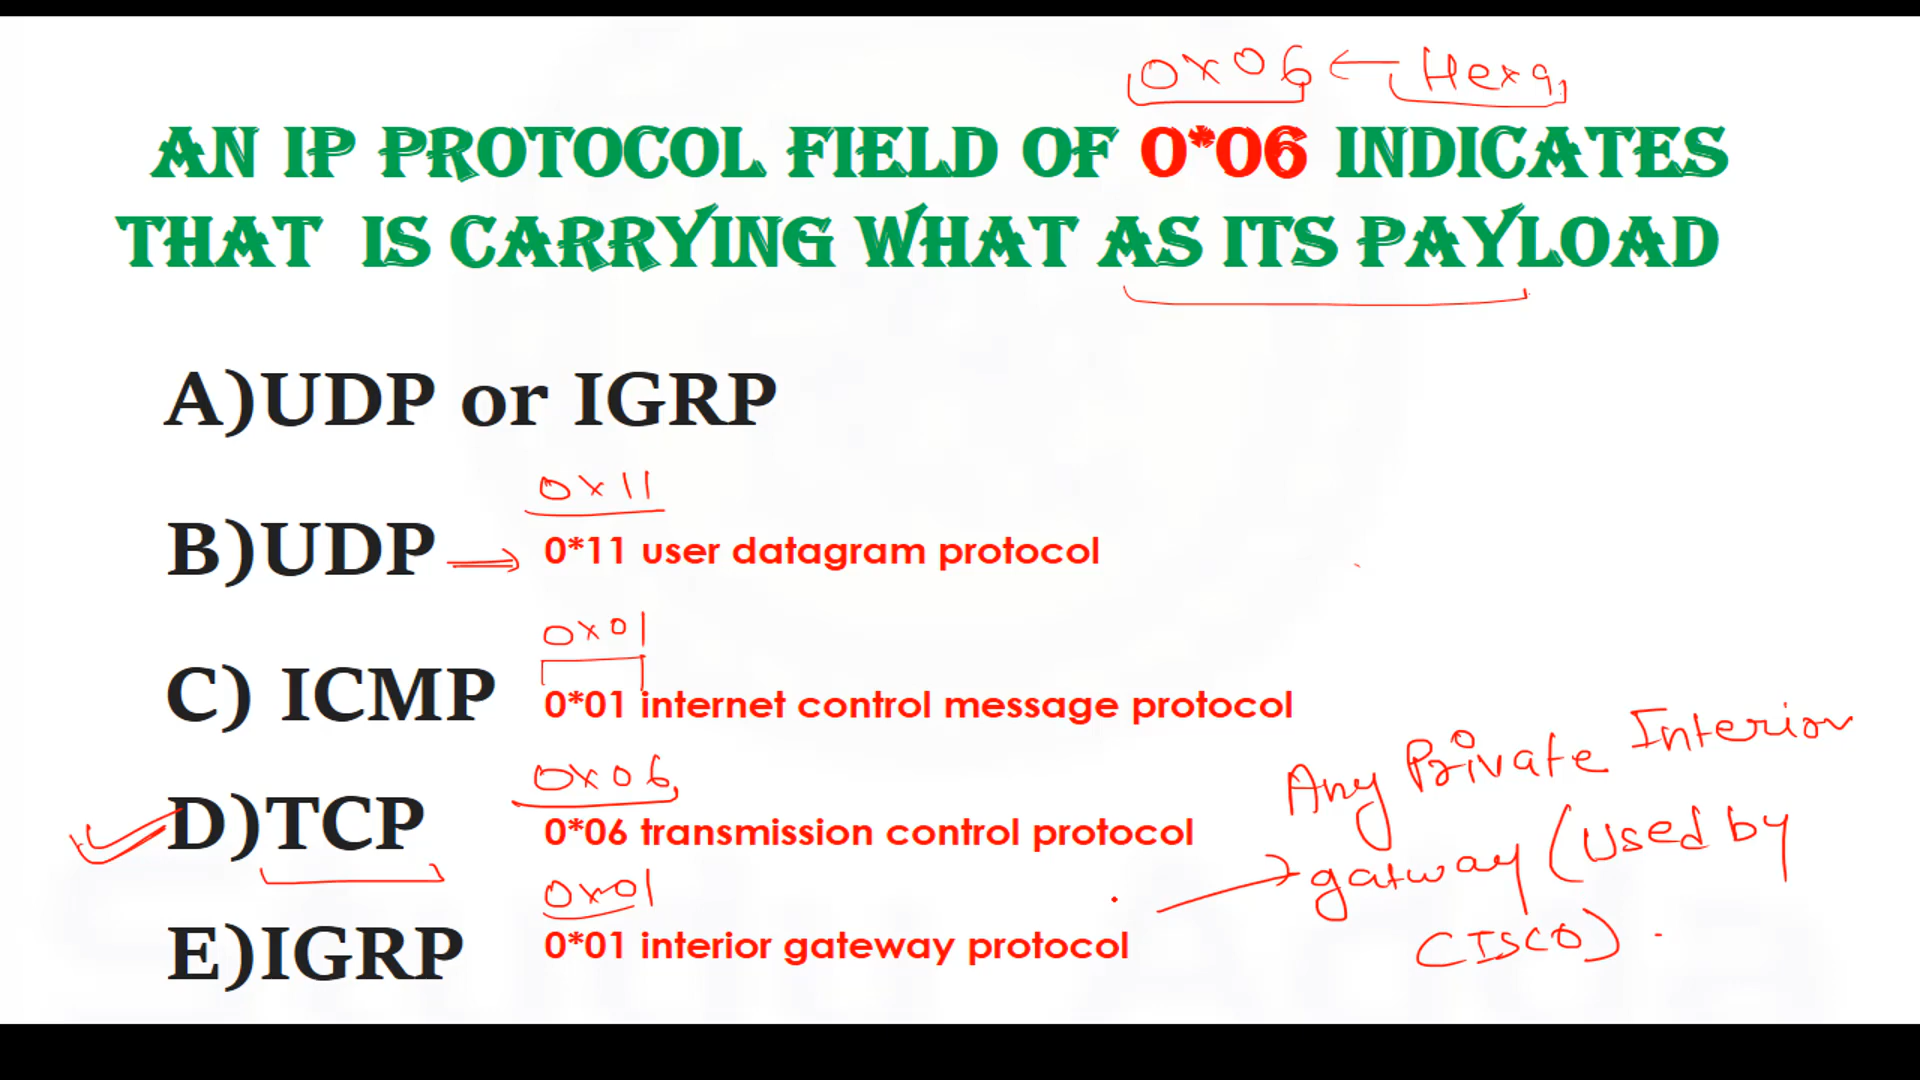 0x06 ← Hexa,
AN IP PROTOCOL FIELD OF 0*06 INDICATES
THAT IS CARRYING WHAT AS ITS PAYLOAD
A)UDP or IGRP
0x11
B)UDP → 0*11 user datagram protocol
0x01
C) ICMP 0*01 internet control message protocol
0x06,
D)TCP 0*06 transmission control protocol
0x01
E)IGRP 0*01 interior gateway protocol
Any Private Interior
gatway (Used by
CISCO) .